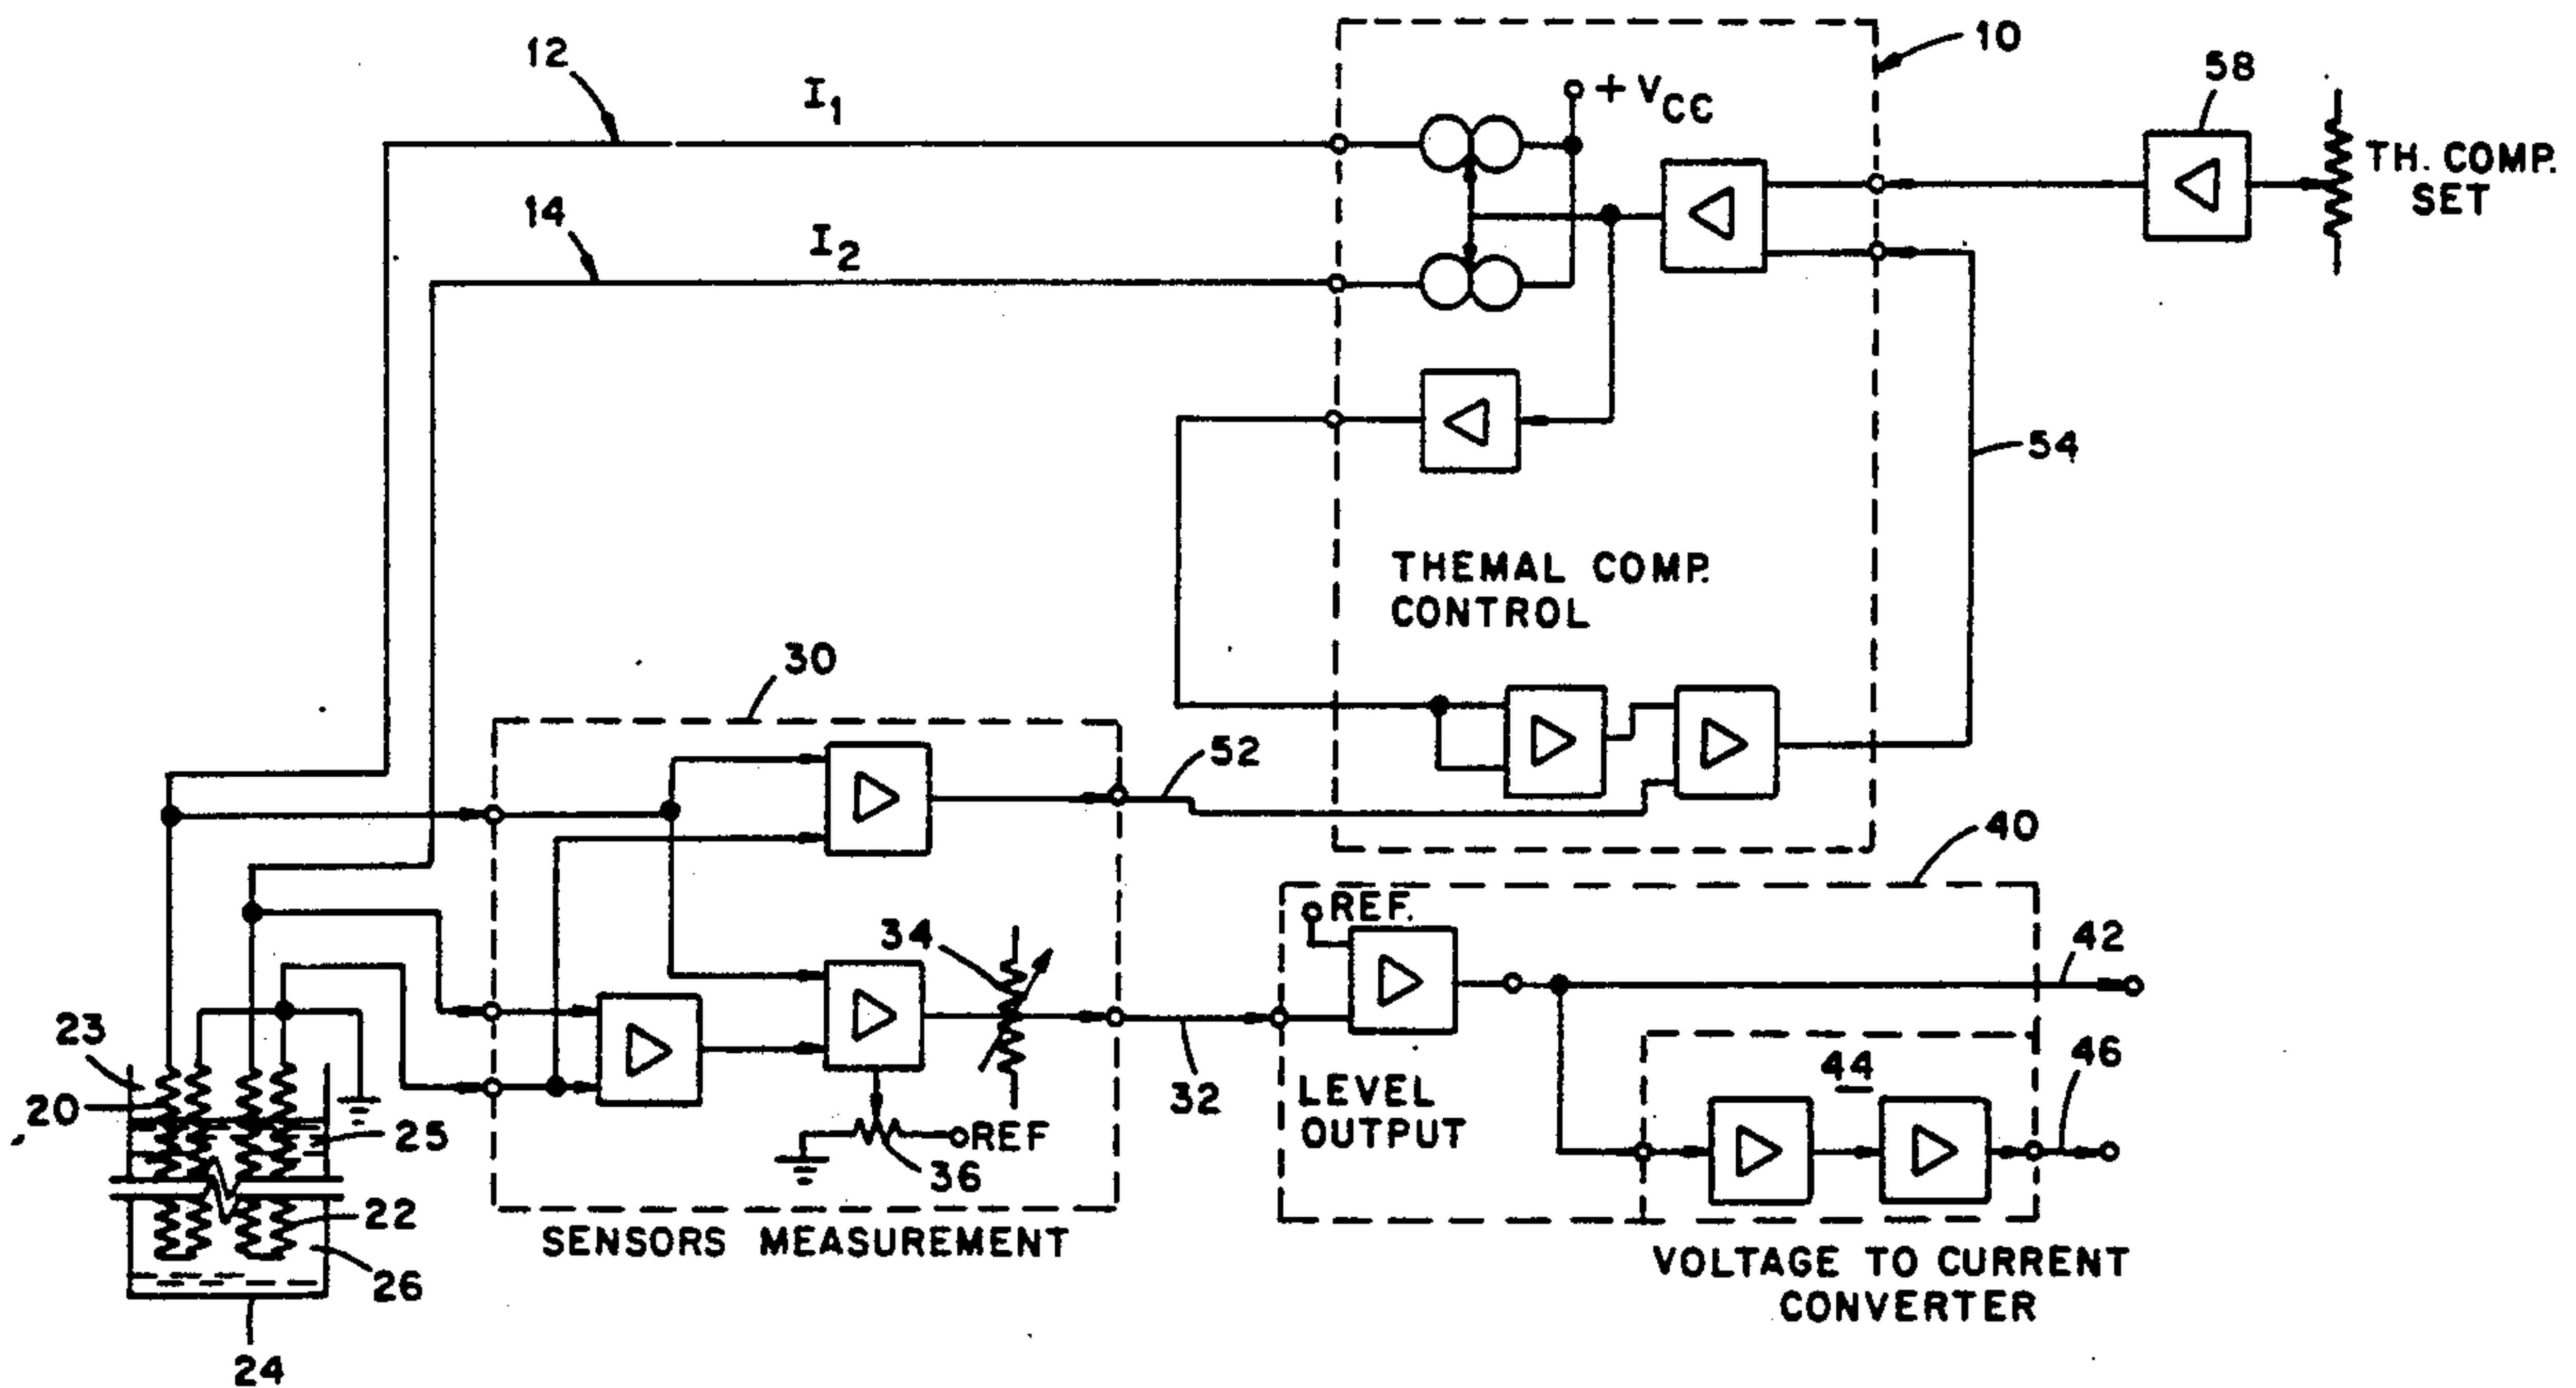 12
I1
10
58
+VCC
TH. COMP.
SET
14
I2
54
THEMAL COMP.
CONTROL
30
52
40
REF.
34
42
23
20
25
44
46
LEVEL
OUTPUT
32
REF
36
22
SENSORS MEASUREMENT
26
VOLTAGE TO CURRENT
CONVERTER
24